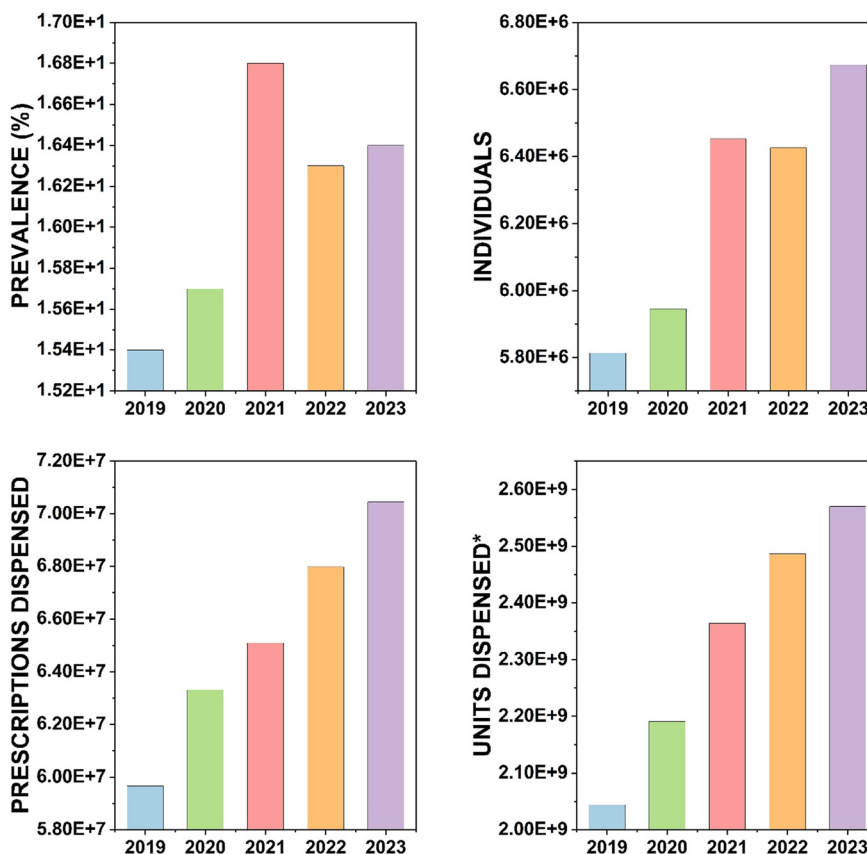 PREVALENCE (%)
1.70E+1
1.68E+1
1.66E+1
1.64E+1
1.62E+1
1.60E+1
1.58E+1
1.56E+1
1.54E+1
1.52E+1
2019 2020 2021 2022 2023
INDIVIDUALS
6.80E+6
6.60E+6
6.40E+6
6.20E+6
6.00E+6
5.80E+6
2019 2020 2021 2022 2023
PRESCRIPTIONS DISPENSED
7.20E+7
7.00E+7
6.80E+7
6.60E+7
6.40E+7
6.20E+7
6.00E+7
5.80E+7
2019 2020 2021 2022 2023
UNITS DISPENSED*
2.60E+9
2.50E+9
2.40E+9
2.30E+9
2.20E+9
2.10E+9
2.00E+9
2019 2020 2021 2022 2023